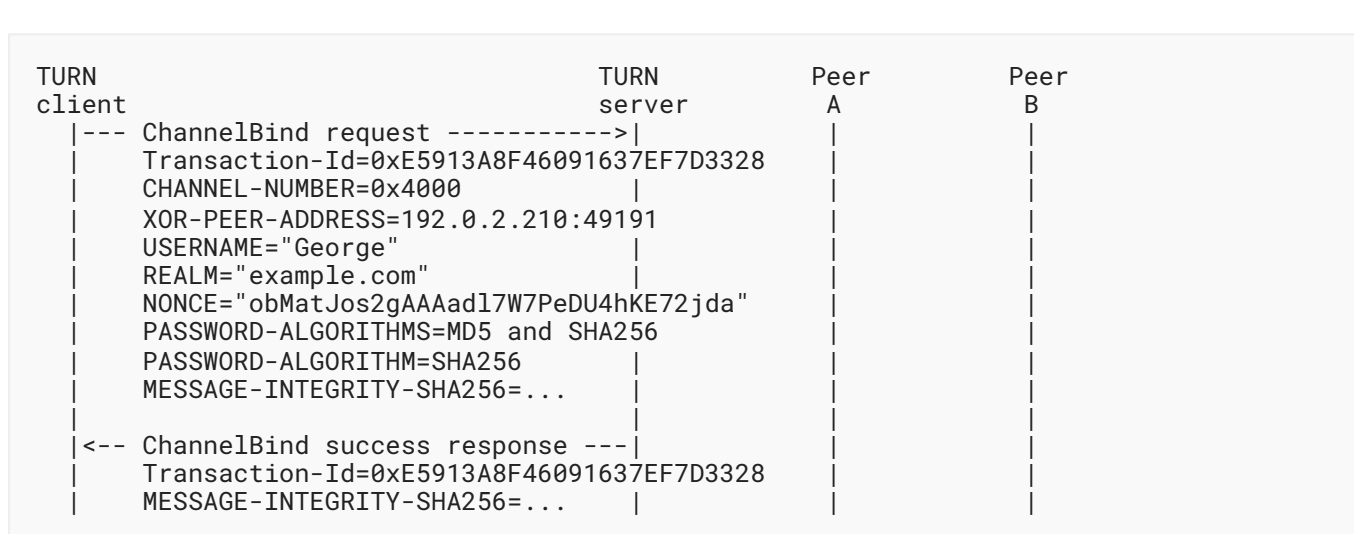 TURN                                 TURN          Peer         Peer
client                               server         A            B
  |--- ChannelBind request ----------->|            |            |
  |    Transaction-Id=0xE5913A8F46091637EF7D3328    |            |
  |    CHANNEL-NUMBER=0x4000           |            |            |
  |    XOR-PEER-ADDRESS=192.0.2.210:49191           |            |
  |    USERNAME="George"               |            |            |
  |    REALM="example.com"             |            |            |
  |    NONCE="obMatJos2gAAAadl7W7PeDU4hKE72jda"     |            |
  |    PASSWORD-ALGORITHMS=MD5 and SHA256           |            |
  |    PASSWORD-ALGORITHM=SHA256       |            |            |
  |    MESSAGE-INTEGRITY-SHA256=...    |            |            |
  |                                    |            |            |
  |<-- ChannelBind success response ---|            |            |
  |    Transaction-Id=0xE5913A8F46091637EF7D3328    |            |
  |    MESSAGE-INTEGRITY-SHA256=...    |            |            |